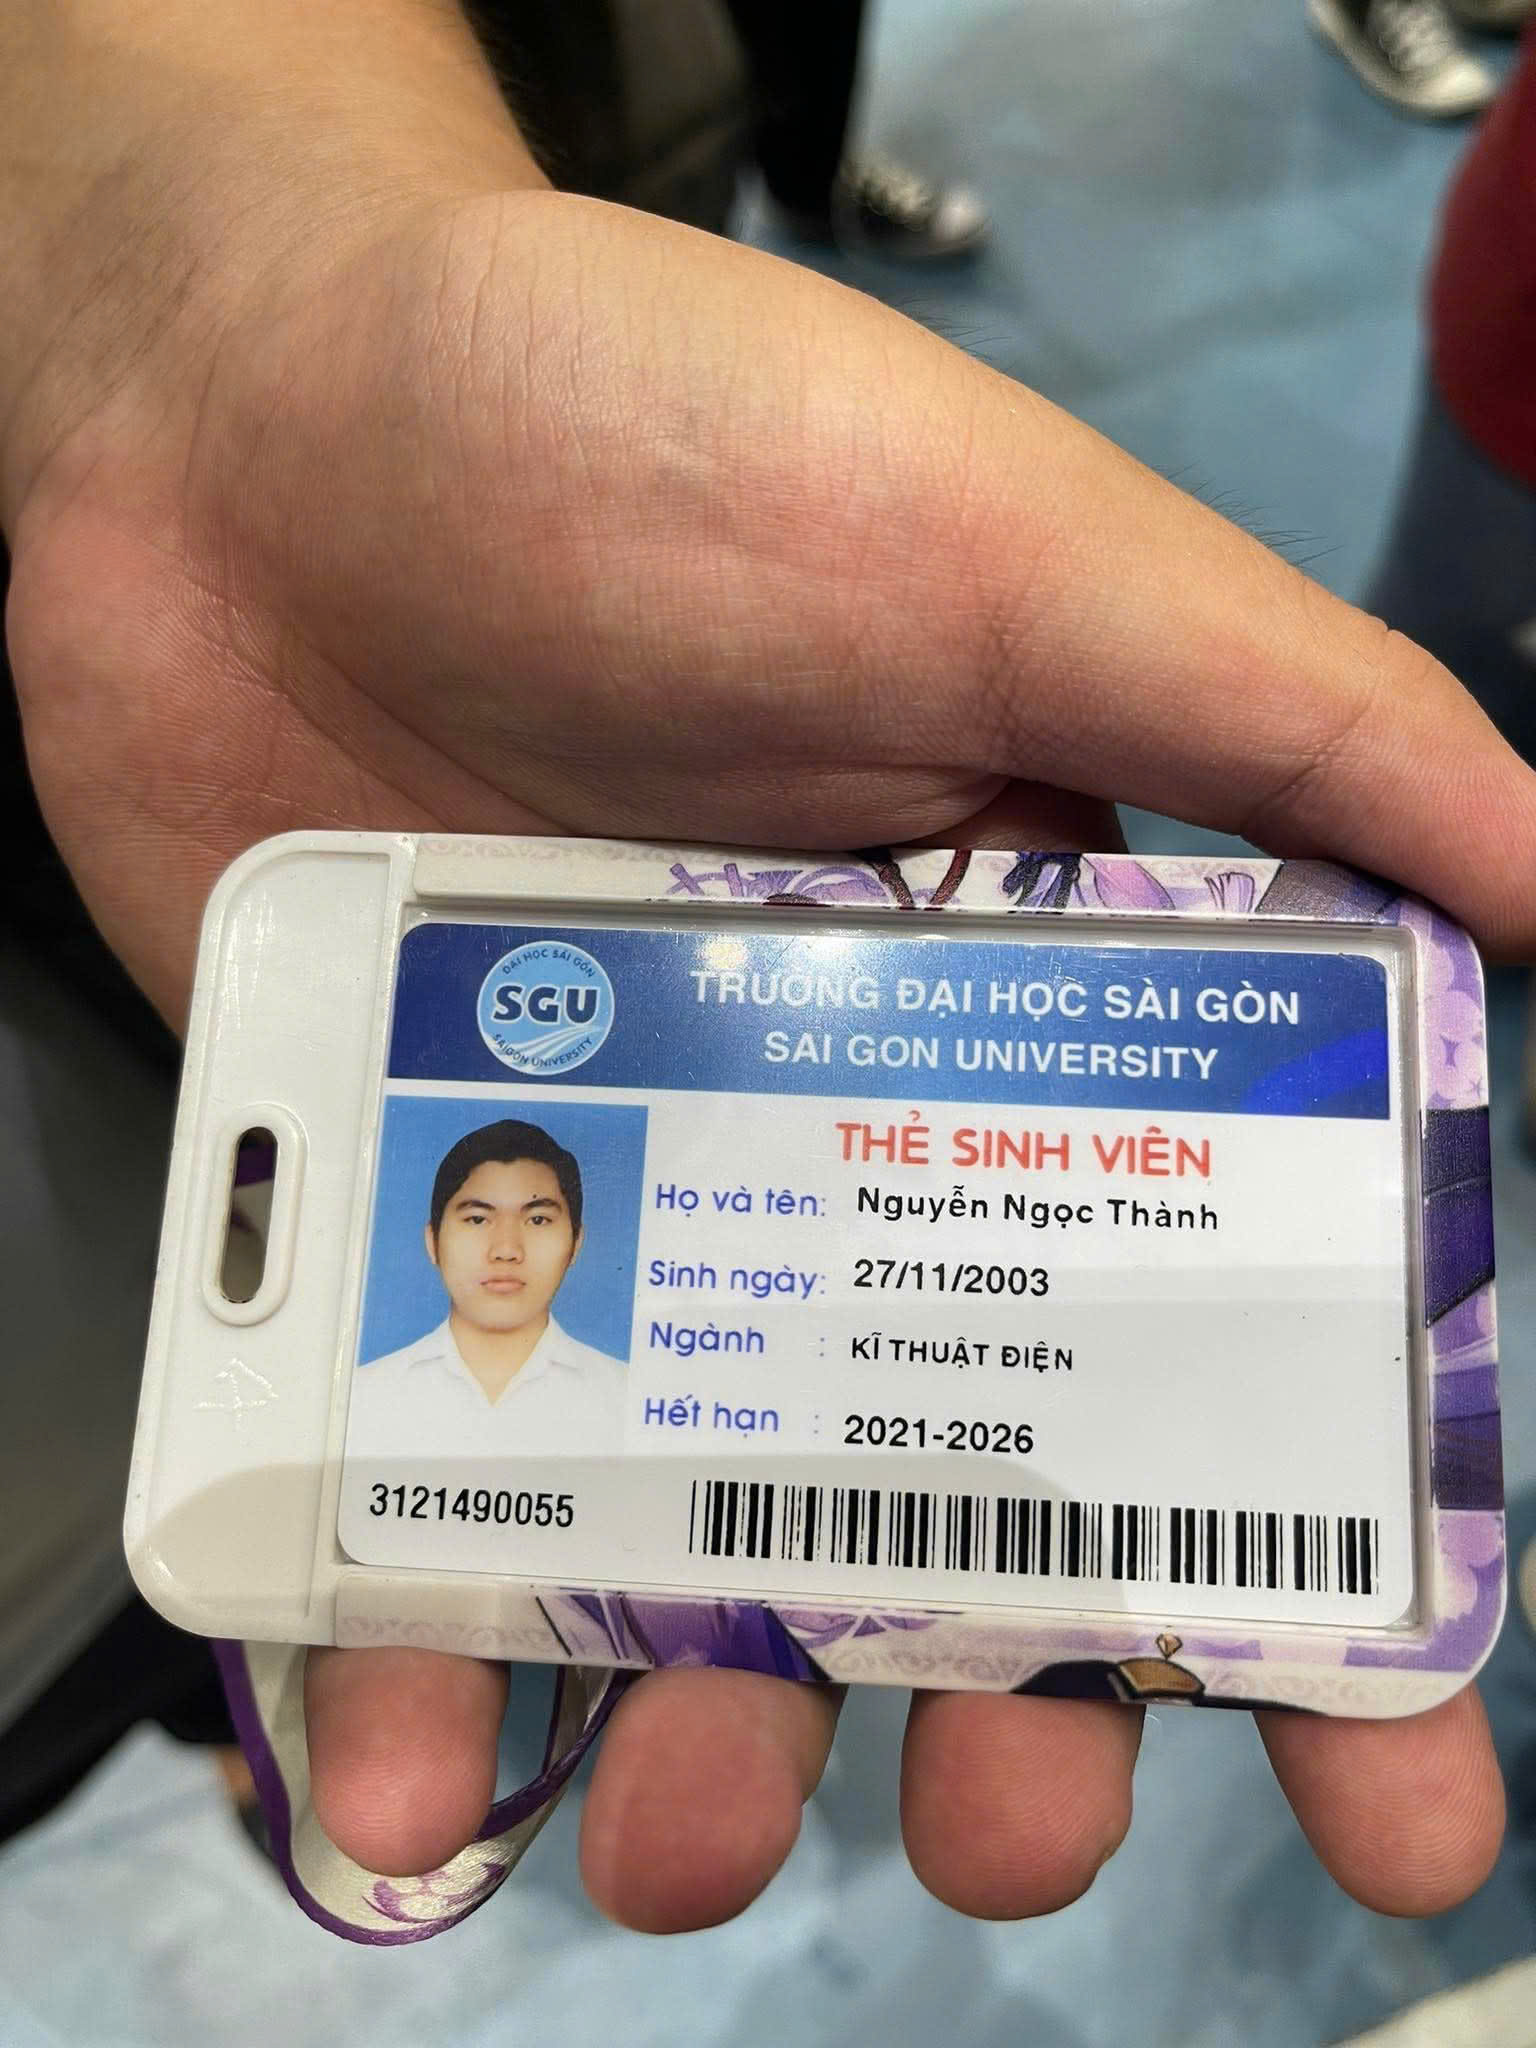 ĐẠI HỌC SÀI GÒN
SGU
SAIGON UNIVERSITY
TRƯỜNG ĐẠI HỌC SÀI GÒN
SAI GON UNIVERSITY
THẺ SINH VIÊN
Họ và tên: Nguyễn Ngọc Thành
Sinh ngày: 27/11/2003
Ngành : KĨ THUẬT ĐIỆN
Hết hạn : 2021-2026
3121490055